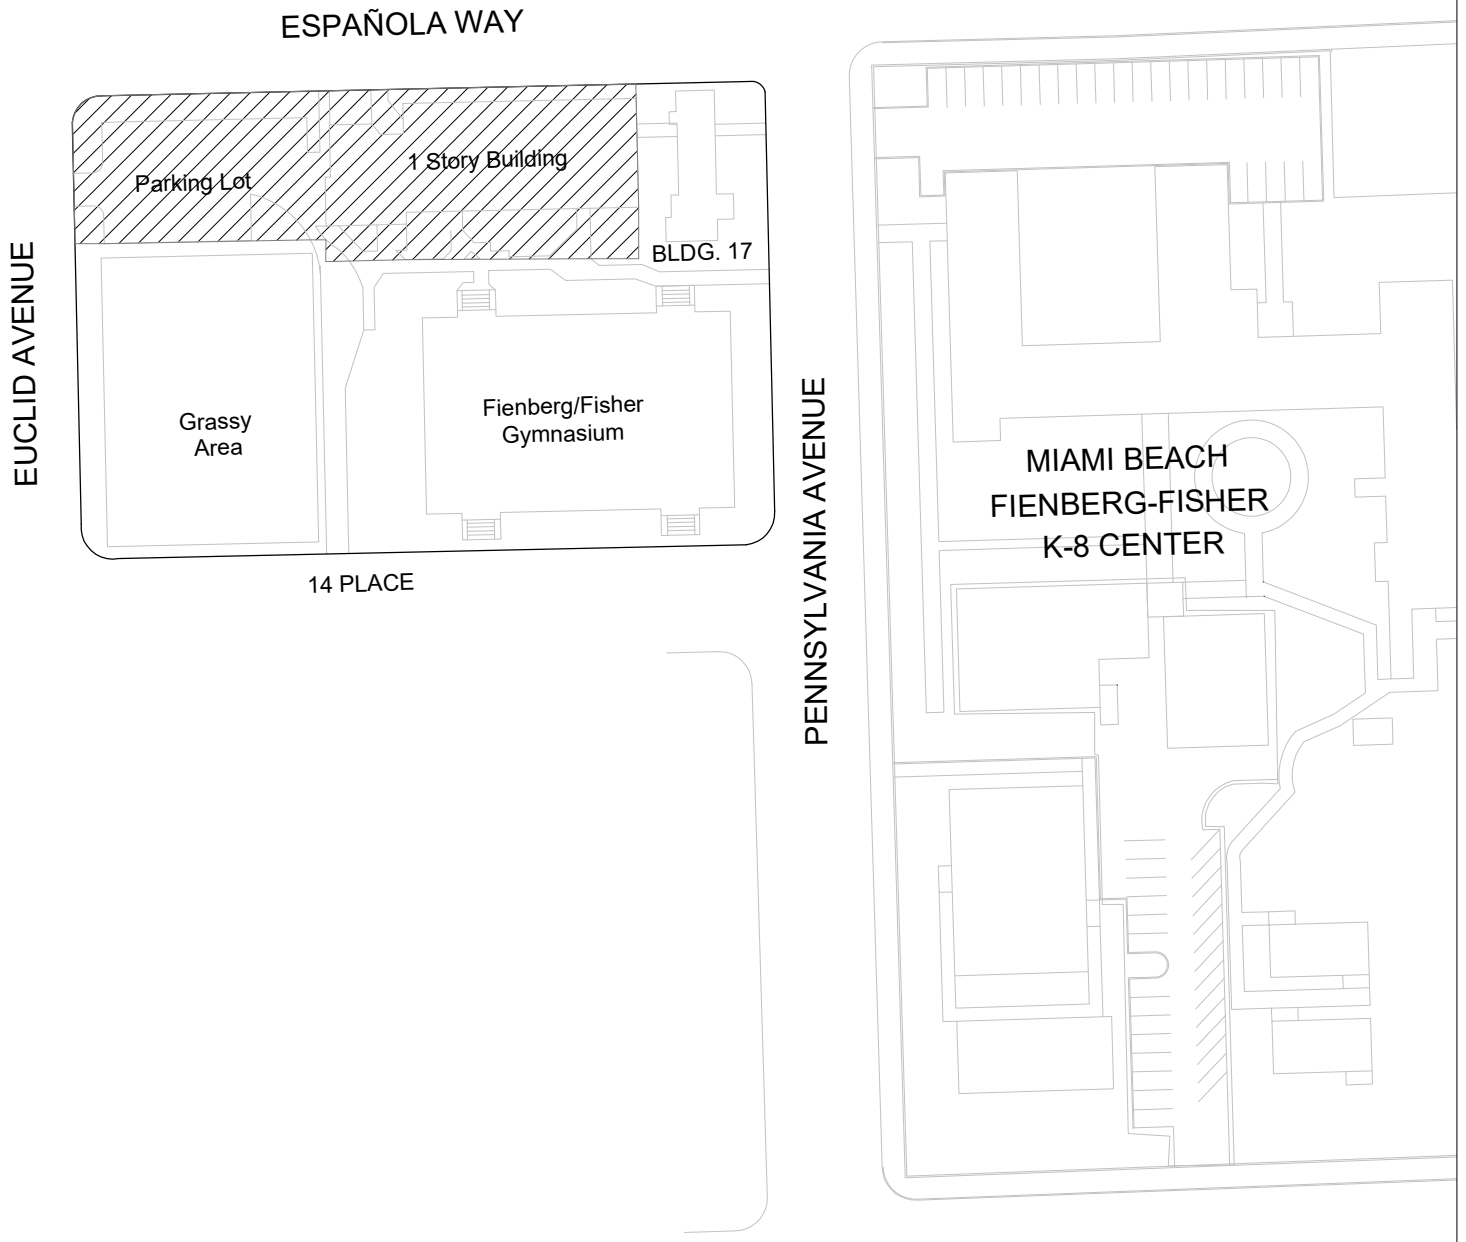 ESPAÑOLA WAY
Parking Lot
1 Story Building
BLDG. 17
EUCLID AVENUE
Grassy
Area
Fienberg/Fisher
Gymnasium
14 PLACE
PENNSYLVANIA AVENUE
MIAMI BEACH
FIENBERG-FISHER
K-8 CENTER